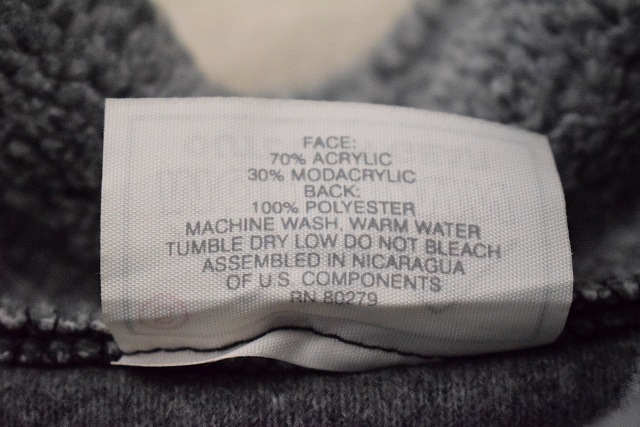 FACE:
70% ACRYLIC
30% MODACRYLIC
BACK:
100% POLYESTER
MACHINE WASH, WARM WATER
TUMBLE DRY LOW DO NOT BLEACH
ASSEMBLED IN NICARAGUA
OF U.S. COMPONENTS
RN 80279